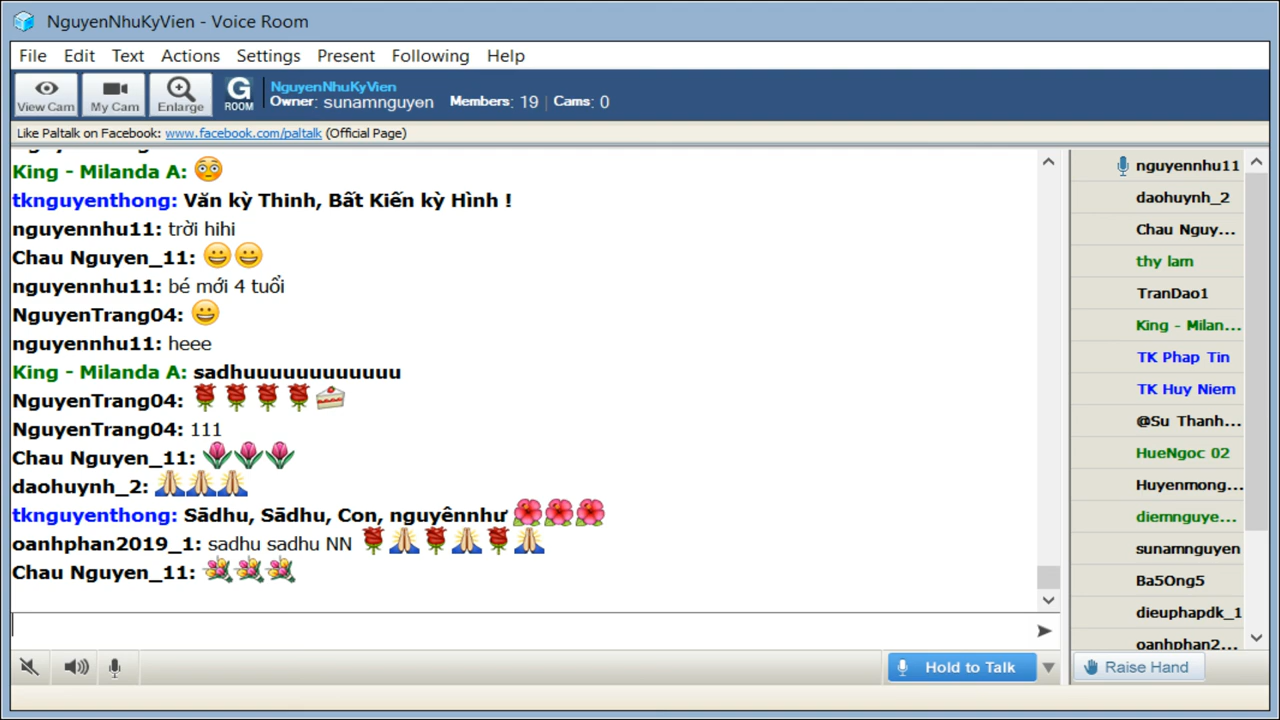 NguyenNhuKyVien - Voice Room
File Edit Text Actions Settings Present Following Help
View Cam My Cam Enlarge G ROOM
NguyenNhuKyVien
Owner: sunamnguyen Members: 19 | Cams: 0
Like Paltalk on Facebook: www.facebook.com/paltalk (Official Page)
King - Milanda A: 😳
tknguyenthong: Văn kỳ Thinh, Bất Kiến kỳ Hình !
nguyennhu11: trời hihi
Chau Nguyen_11: 😀😀
nguyennhu11: bé mới 4 tuổi
NguyenTrang04: 😀
nguyennhu11: heee
King - Milanda A: sadhuuuuuuuuuuuu
NguyenTrang04: 🌹🌹🌹🌹🍰
NguyenTrang04: 111
Chau Nguyen_11: 🌷🌷🌷
daohuynh_2: 🙏🙏🙏
tknguyenthong: Sādhu, Sādhu, Con, nguyênnhư 🌺🌺🌺
oanhphan2019_1: sadhu sadhu NN 🌹🙏🌹🙏🌹🙏
Chau Nguyen_11: 💐💐💐
nguyennhu11
daohuynh_2
Chau Nguy...
thy lam
TranDao1
King - Milan...
TK Phap Tin
TK Huy Niem
@Su Thanh...
HueNgoc 02
Huyenmong...
diemnguye...
sunamnguyen
Ba5Ong5
dieuphapdk_1
oanhphan2...
Hold to Talk
Raise Hand